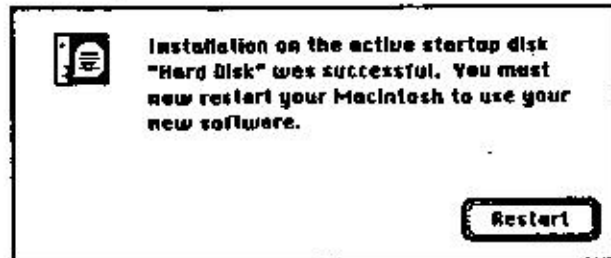 Installation on the active startup disk
"Hard Disk" was successful. You must
now restart your Macintosh to use your
new software.
Restart